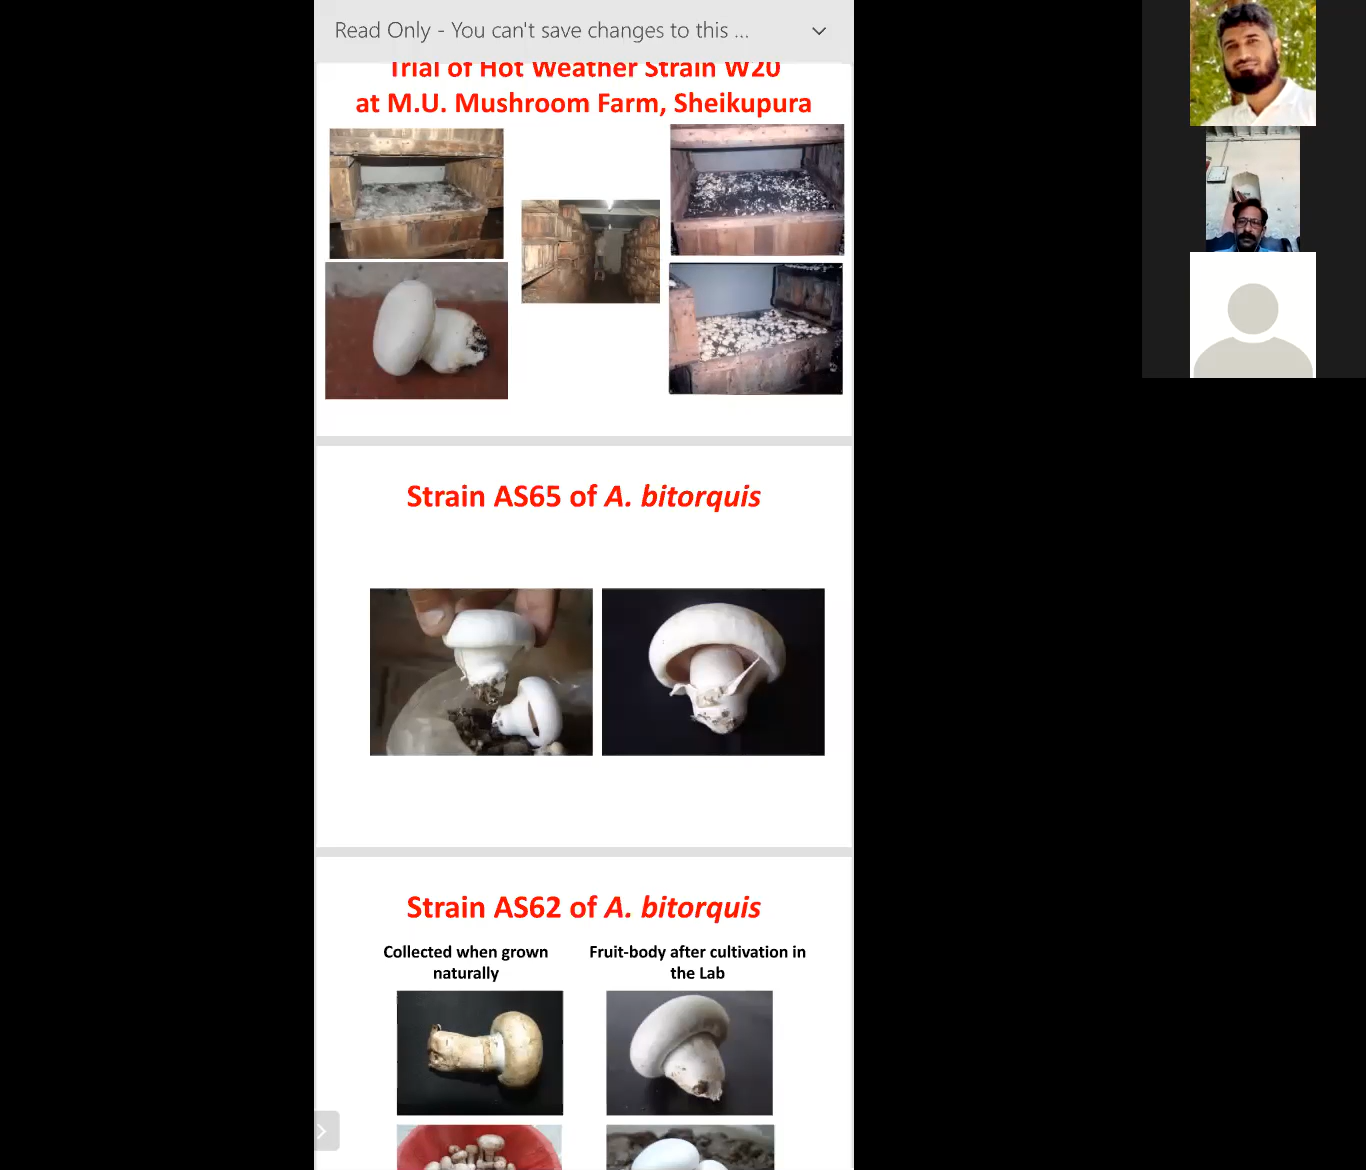 Read Only - You can't save changes to this ...
Trial of Hot Weather Strain W20
at M.U. Mushroom Farm, Sheikupura
Strain AS65 of A. bitorquis
Strain AS62 of A. bitorquis
Collected when grown
naturally
Fruit-body after cultivation in
the Lab